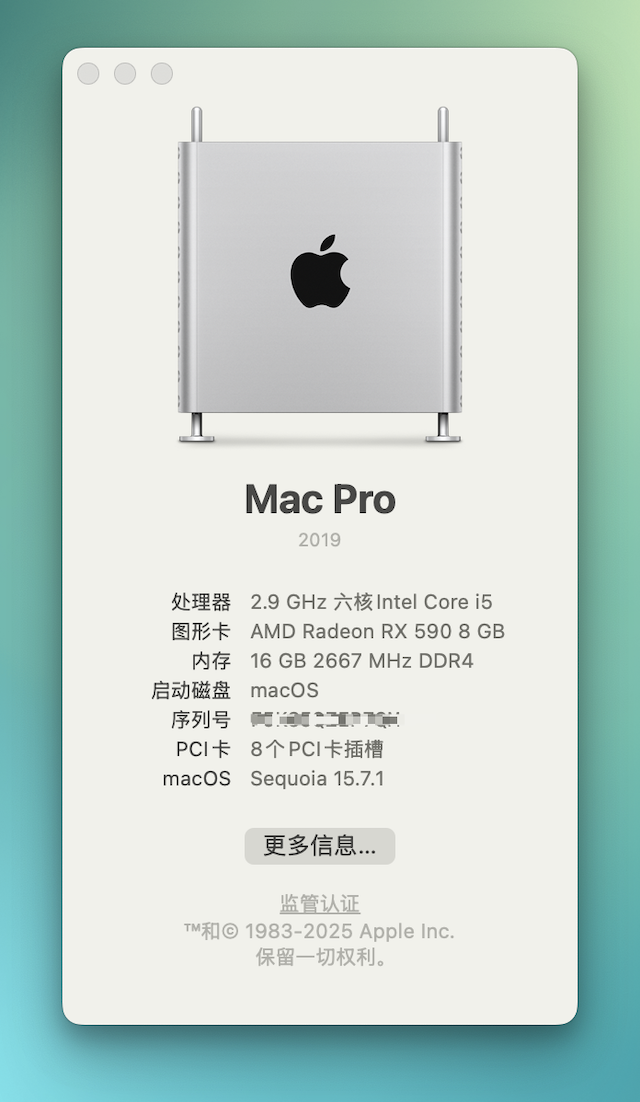 Mac Pro
2019
处理器 2.9 GHz 六核Intel Core i5
图形卡 AMD Radeon RX 590 8 GB
内存 16 GB 2667 MHz DDR4
启动磁盘 macOS
序列号
PCI卡 8个PCI卡插槽
macOS Sequoia 15.7.1
更多信息...
监管认证
™和© 1983-2025 Apple Inc.
保留一切权利。